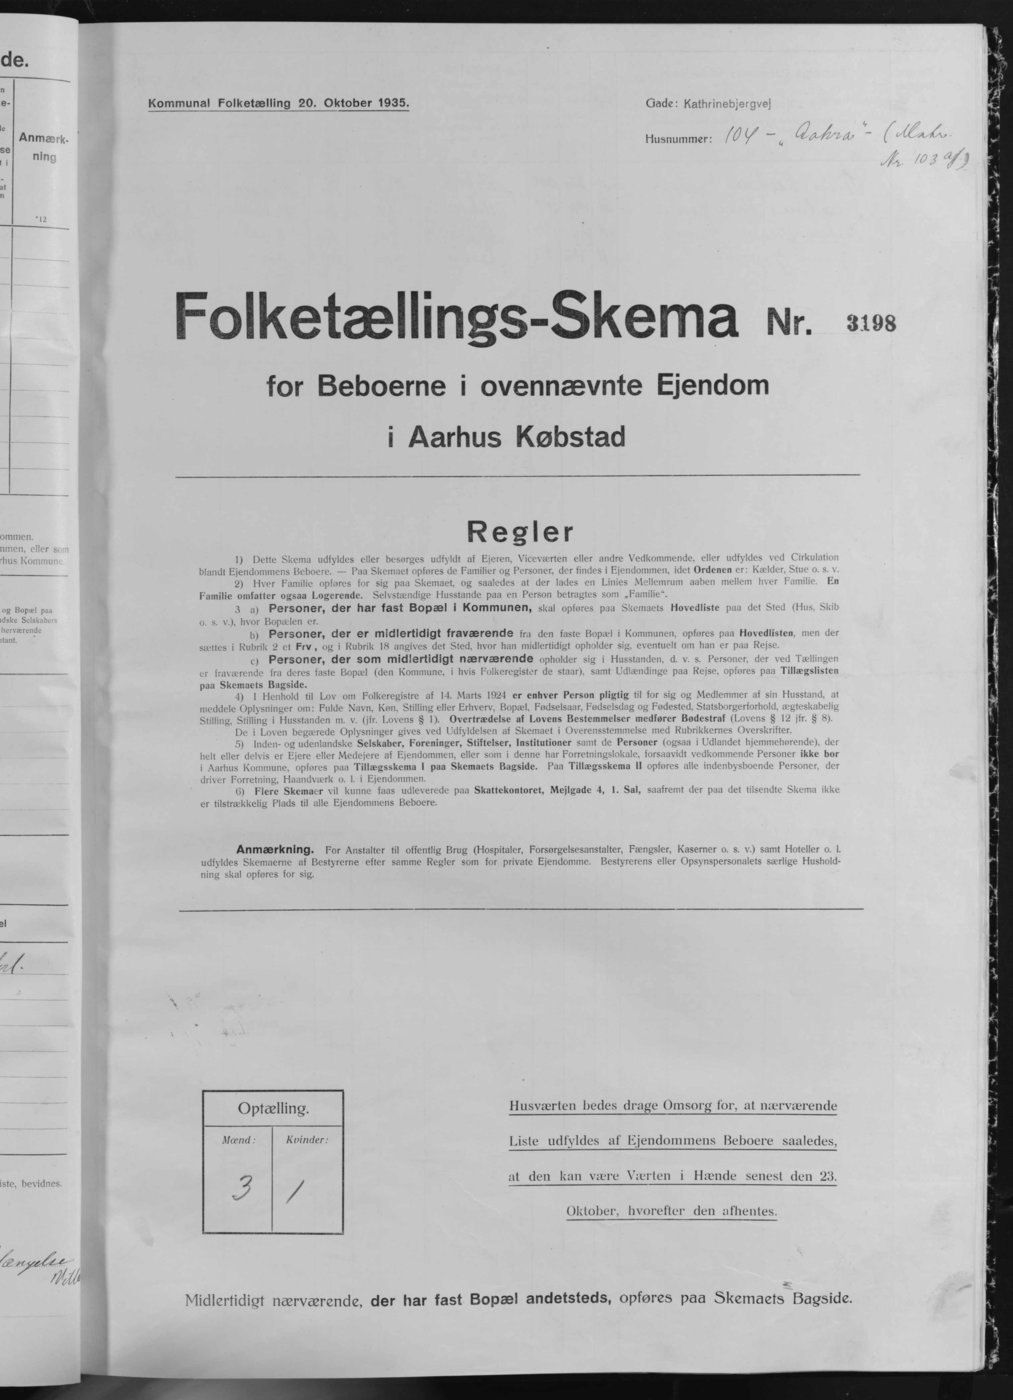 de.
Anmærk-
ning
12
Kommunal Folketælling 20. Oktober 1935.
Gade: Kathrinebjergvej
Husnummer: 104 - „ " - (Matr.
Nr 103 af)
Folketællings-Skema Nr. 3198
for Beboerne i ovennævnte Ejendom
i Aarhus Købstad
Regler
1) Dette Skema udfyldes eller besørges udfyldt af Ejeren, Viceværten eller andre Vedkommende, eller udfyldes ved Cirkulation
blandt Ejendommens Beboere. — Paa Skemaet opføres de Familier og Personer, der findes i Ejendommen, idet Ordenen er: Kælder, Stue o. s. v.
2) Hver Familie opføres for sig paa Skemaet, og saaledes at der lades en Linies Mellemrum aaben mellem hver Familie. En
Familie omfatter ogsaa Logerende. Selvstændige Husstande paa en Person betragtes som „Familie".
3 a) Personer, der har fast Bopæl i Kommunen, skal opføres paa Skemaets Hovedliste paa det Sted (Hus, Skib
o. s. v.), hvor Bopælen er.
b) Personer, der er midlertidigt fraværende fra den faste Bopæl i Kommunen, opføres paa Hovedlisten, men der
sættes i Rubrik 2 et Frv, og i Rubrik 18 angives det Sted, hvor han midlertidigt opholder sig, eventuelt om han er paa Rejse.
c) Personer, der som midlertidigt nærværende opholder sig i Husstanden, d. v. s. Personer, der ved Tællingen
er fraværende fra deres faste Bopæl (den Kommune, i hvis Folkeregister de staar), samt Udlændinge paa Rejse, opføres paa Tillægslisten
paa Skemaets Bagside.
4) I Henhold til Lov om Folkeregistre af 14. Marts 1924 er enhver Person pligtig til for sig og Medlemmer af sin Husstand, at
meddele Oplysninger om: Fulde Navn, Køn, Stilling eller Erhverv, Bopæl, Fødselsaar, Fødselsdag og Fødested, Statsborgerforhold, ægteskabelig
Stilling, Stilling i Husstanden m. v. (jfr. Lovens § 1). Overtrædelse af Lovens Bestemmelser medfører Bødestraf (Lovens § 12 jfr. § 8).
De i Loven begærede Oplysninger gives ved Udfyldelsen af Skemaet i Overensstemmelse med Rubrikkernes Overskrifter.
5) Inden- og udenlandske Selskaber, Foreninger, Stiftelser, Institutioner samt de Personer (ogsaa i Udlandet hjemmehørende), der
helt eller delvis er Ejere eller Medejere af Ejendommen, eller som i denne har Forretningslokale, forsaavidt vedkommende Personer ikke bor
i Aarhus Kommune, opføres paa Tillægsskema I paa Skemaets Bagside. Paa Tillægsskema II opføres alle indenbysboende Personer, der
driver Forretning, Haandværk o. l. i Ejendommen.
6) Flere Skemaer vil kunne faas udleverede paa Skattekontoret, Mejlgade 4, 1. Sal, saafremt der paa det tilsendte Skema ikke
er tilstrækkelig Plads til alle Ejendommens Beboere.
Anmærkning. For Anstalter til offentlig Brug (Hospitaler, Forsørgelsesanstalter, Fængsler, Kaserner o. s. v.) samt Hoteller o. l.
udfyldes Skemaerne af Bestyrerne efter samme Regler som for private Ejendomme. Bestyrerens eller Opsynspersonalets særlige Hushold-
ning skal opføres for sig.
Optælling.
Mænd: Kvinder:
3 1
Husværten bedes drage Omsorg for, at nærværende
Liste udfyldes af Ejendommens Beboere saaledes,
at den kan være Værten i Hænde senest den 23.
Oktober, hvorefter den afhentes.
Midlertidigt nærværende, der har fast Bopæl andetsteds, opføres paa Skemaets Bagside.